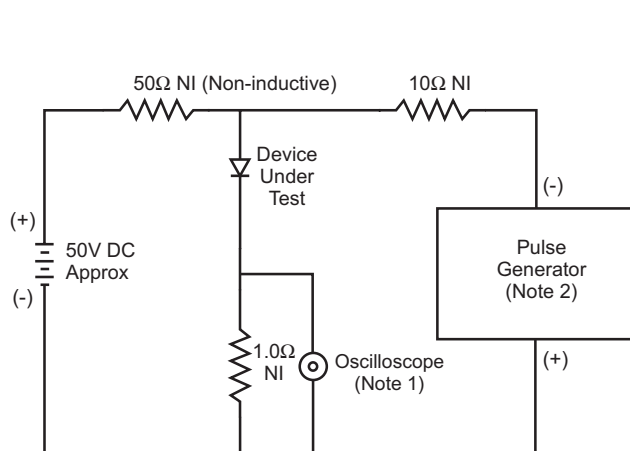 50Ω NI (Non-inductive)
10Ω NI
Device
Under
Test
(-)
(+)
50V DC
Approx
(-)
Pulse
Generator
(Note 2)
1.0Ω
NI
Oscilloscope
(Note 1)
(+)